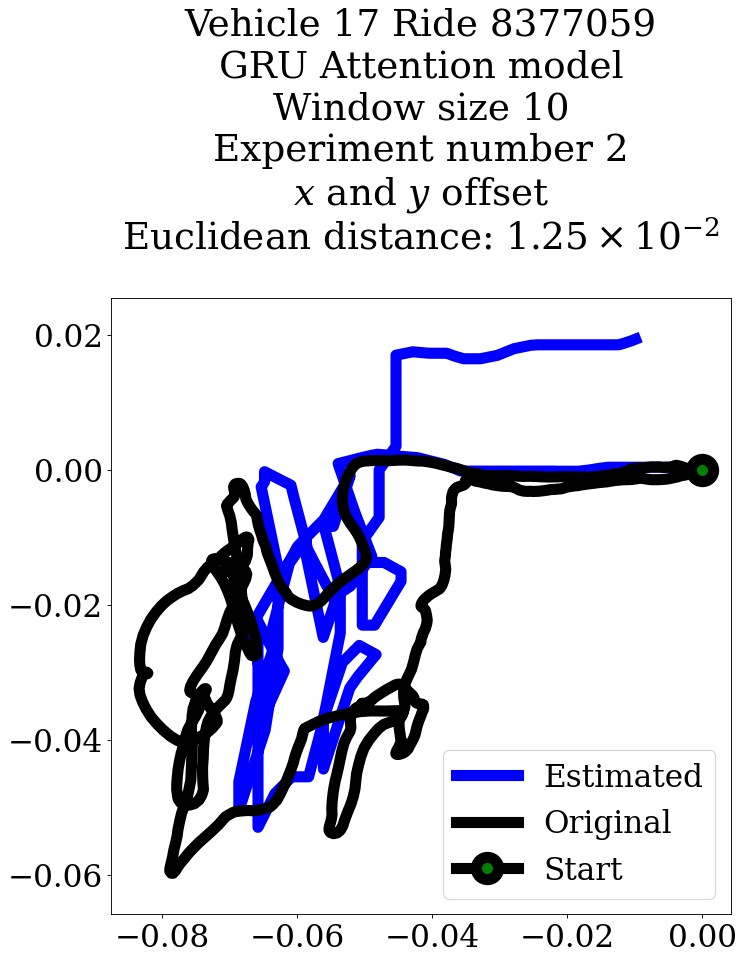 Vehicle 17 Ride 8377059
GRU Attention model
Window size 10
Experiment number 2
x and y offset
Euclidean distance: 1.25 × 10⁻²
0.02
0.00
−0.02
−0.04
−0.06
Estimated
Original
Start
−0.08 −0.06 −0.04 −0.02 0.00